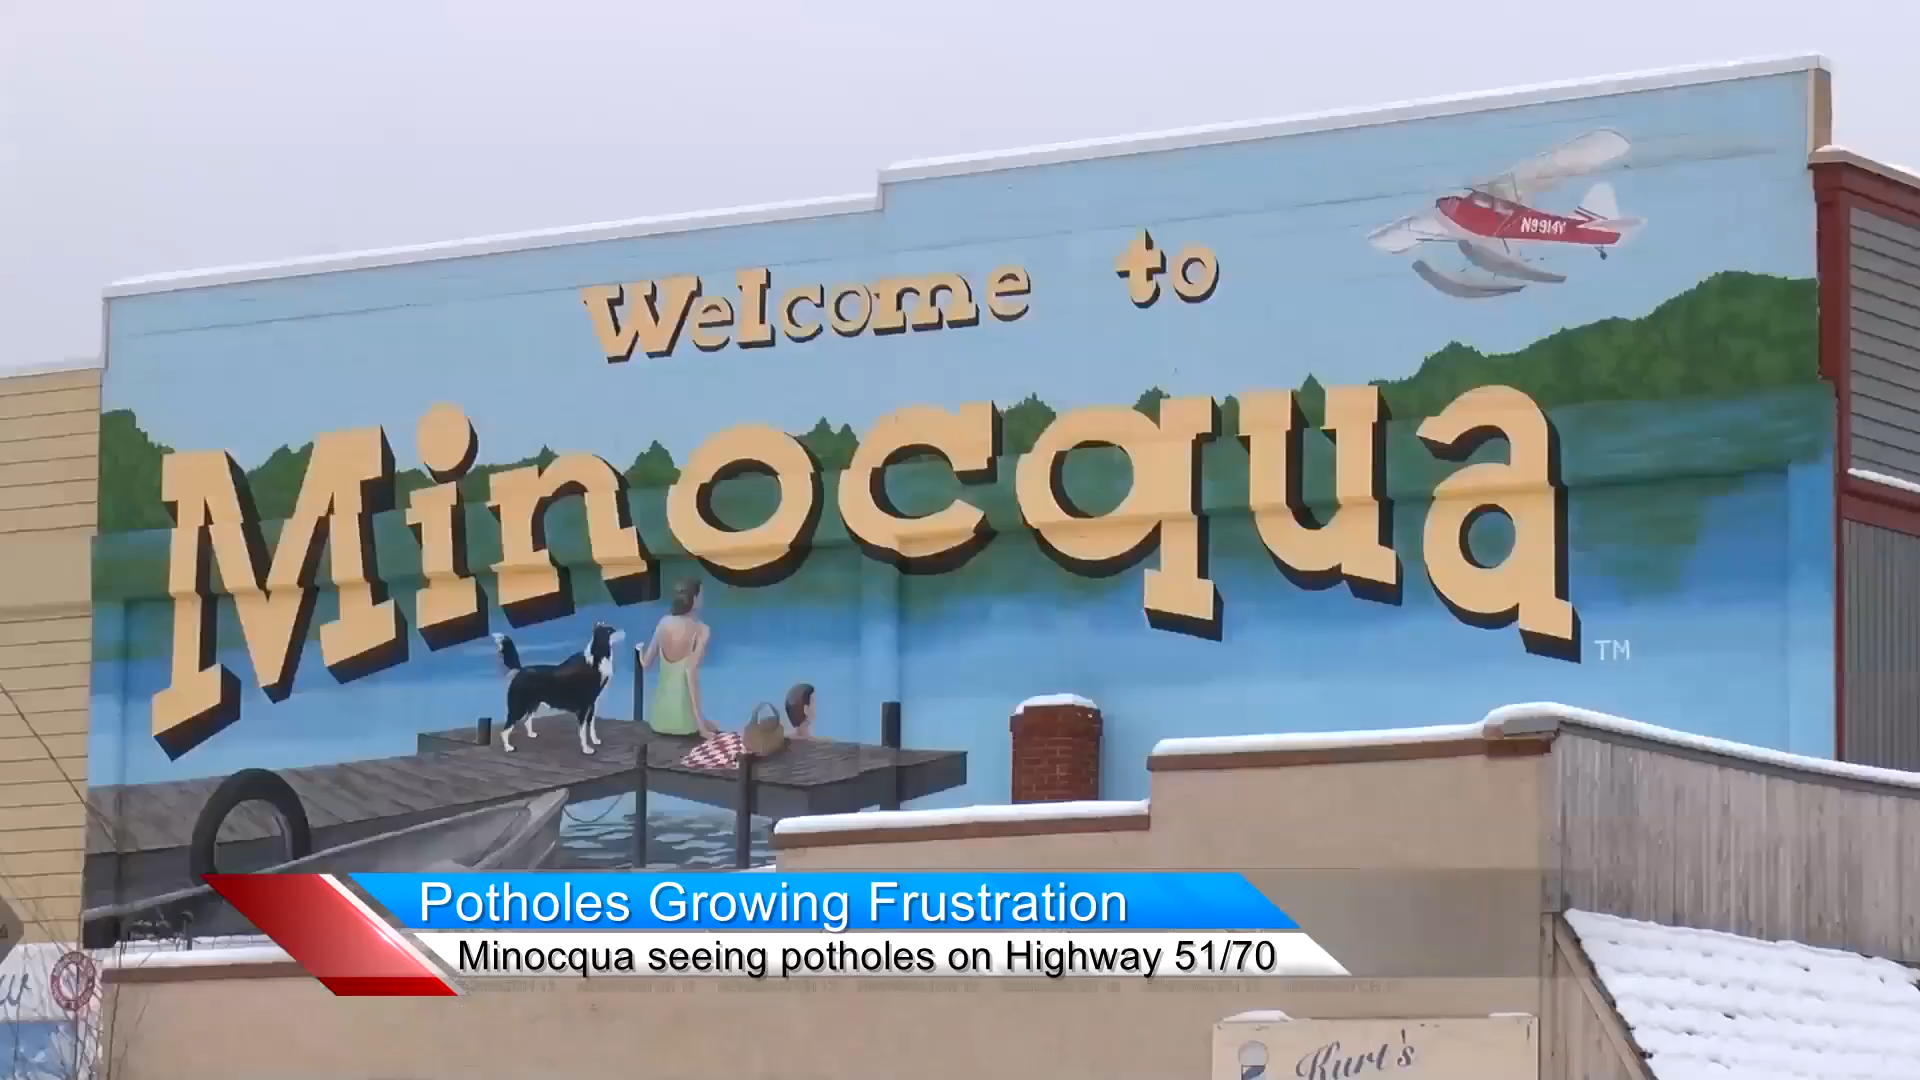 Welcome to
N9914Y
Minocqua
TM
Potholes Growing Frustration
Minocqua seeing potholes on Highway 51/70
Kurt's